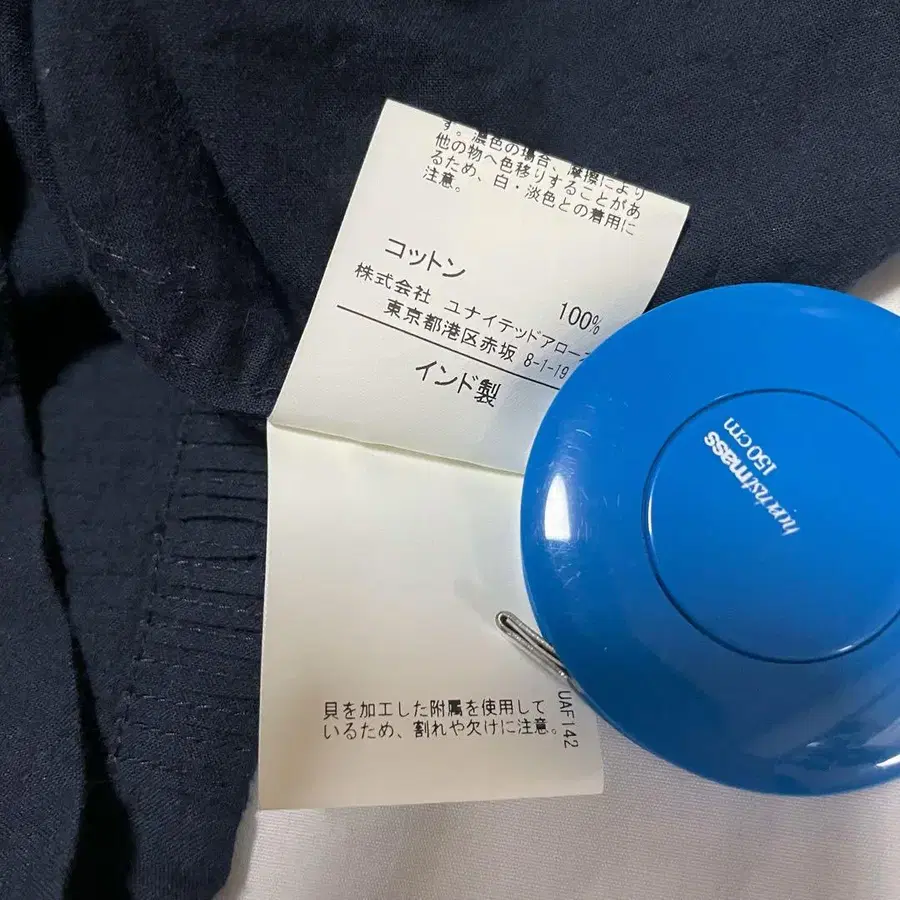 す。濃色の場合、摩擦により
他の物へ色移りすることがあ
るため、白・淡色との着用に
注意。
コットン 100%
株式会社 ユナイテッドアローズ
東京都港区赤坂 8-1-19
インド製
貝を加工した附属を使用して
いるため、割れや欠けに注意。
UAF142
hoechstmass
150cm